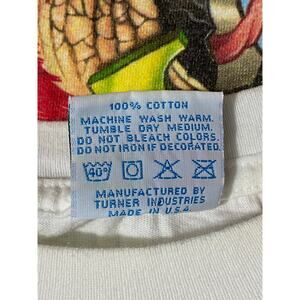 100% COTTON
MACHINE WASH WARM.
TUMBLE DRY MEDIUM.
DO NOT BLEACH COLORS.
DO NOT IRON IF DECORATED.
40°
MANUFACTURED BY
TURNER INDUSTRIES
MADE IN U.S.A.